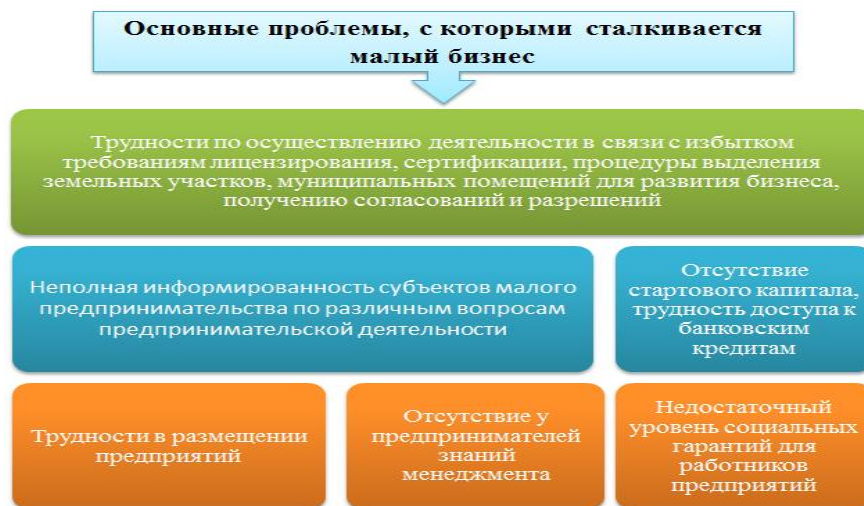 Основные проблемы, с которыми сталкивается
малый бизнес
Трудности по осуществлению деятельности в связи с избытком
требованиям лицензирования, сертификации, процедуры выделения
земельных участков, муниципальных помещений для развития бизнеса,
получению согласований и разрешений
Неполная информированность субъектов малого
предпринимательства по различным вопросам
предпринимательской деятельности
Отсутствие
стартового капитала,
трудность доступа к
банковским
кредитам
Трудности в размещении
предприятий
Отсутствие у
предпринимателей
знаний
менеджмента
Недостаточный
уровень социальных
гарантий для
работников
предприятий